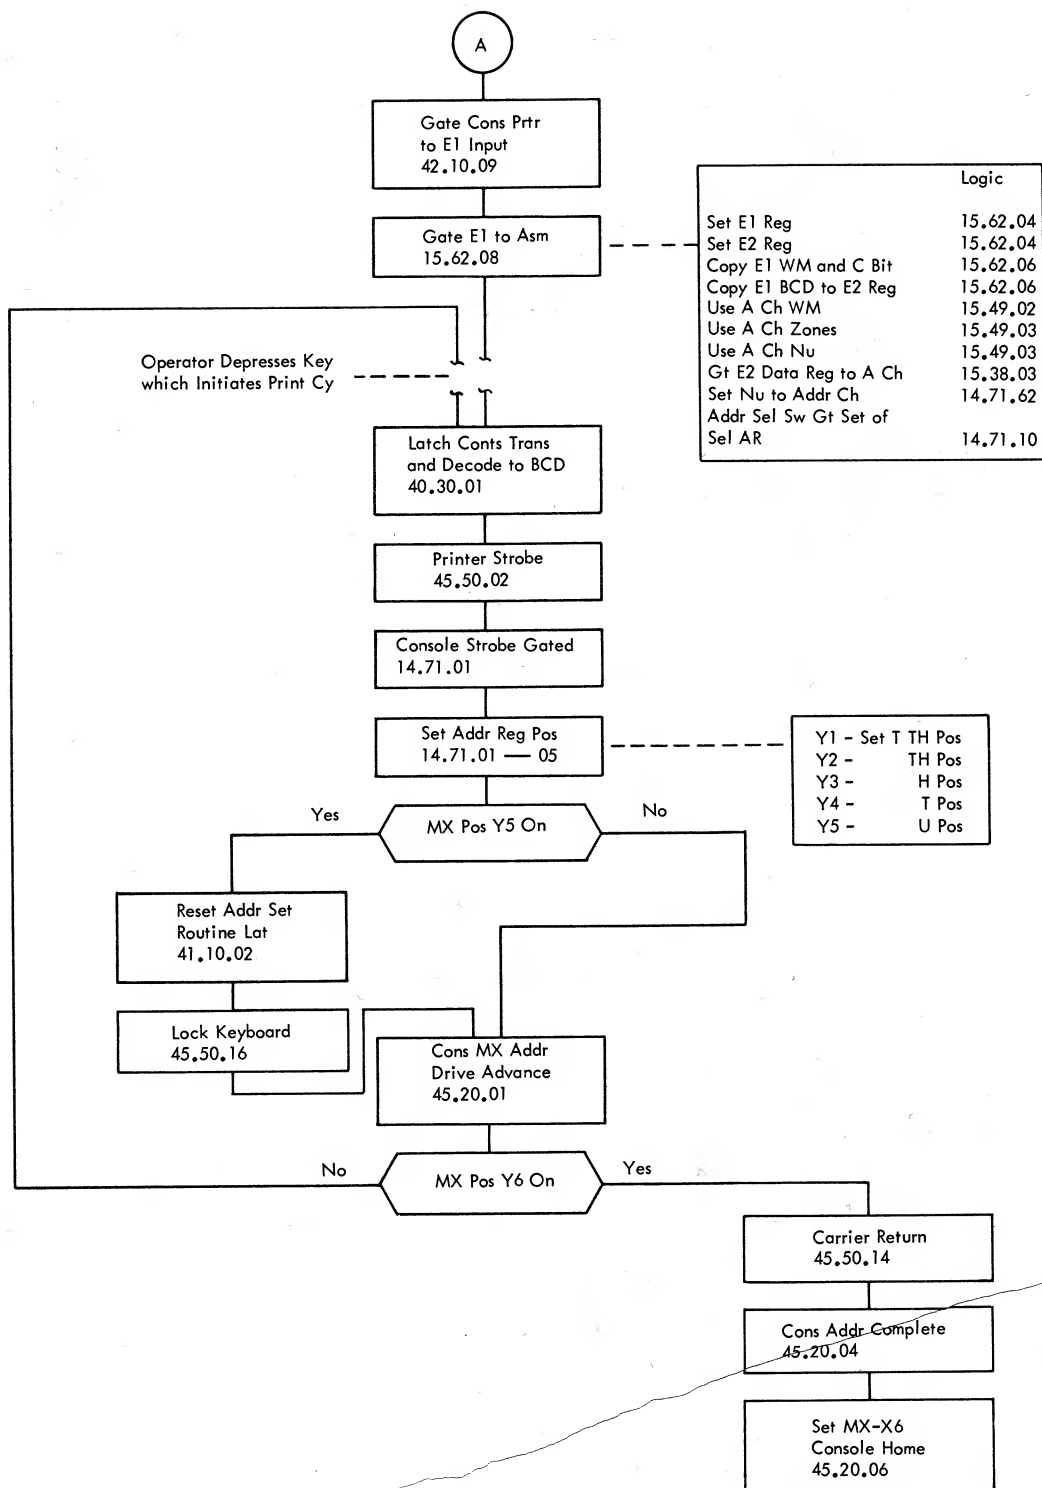 A
Gate Cons Prtr
to E1 Input
42.10.09
Gate E1 to Asm
15.62.08
Logic
Set E1 Reg 15.62.04
Set E2 Reg 15.62.04
Copy E1 WM and C Bit 15.62.06
Copy E1 BCD to E2 Reg 15.62.06
Use A Ch WM 15.49.02
Use A Ch Zones 15.49.03
Use A Ch Nu 15.49.03
Gt E2 Data Reg to A Ch 15.38.03
Set Nu to Addr Ch 14.71.62
Addr Sel Sw Gt Set of
Sel AR 14.71.10
Operator Depresses Key
which Initiates Print Cy
Latch Conts Trans
and Decode to BCD
40.30.01
Printer Strobe
45.50.02
Console Strobe Gated
14.71.01
Set Addr Reg Pos
14.71.01 — 05
Y1 - Set T TH Pos
Y2 - TH Pos
Y3 - H Pos
Y4 - T Pos
Y5 - U Pos
Yes
MX Pos Y5 On
No
Reset Addr Set
Routine Lat
41.10.02
Lock Keyboard
45.50.16
Cons MX Addr
Drive Advance
45.20.01
No
MX Pos Y6 On
Yes
Carrier Return
45.50.14
Cons Addr Complete
45.20.04
Set MX-X6
Console Home
45.20.06